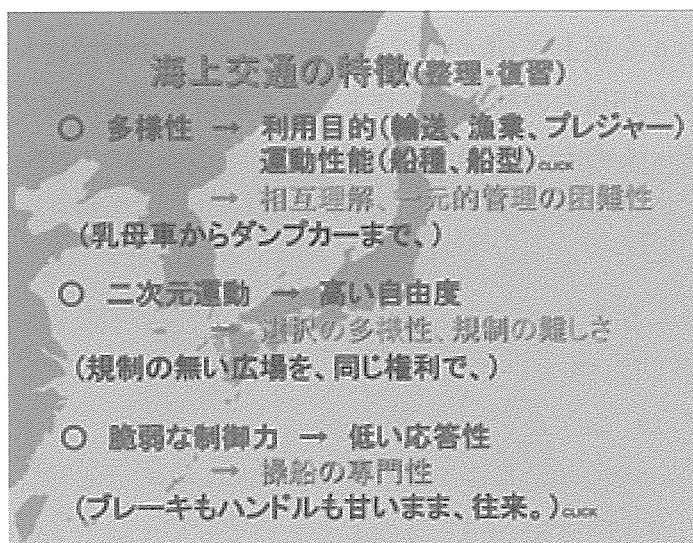 海上交通の特徴(整理・復習)
○ 多様性 → 利用目的(輸送、漁業、プレジャー)
運動性能(船種、船型)CLICK
→ 相互理解、一元的管理の困難性
(乳母車からダンプカーまで、)
○ 二次元運動 → 高い自由度
→ 選択の多様性、規制の難しさ
(規制の無い広場を、同じ権利で、)
○ 脆弱な制御力 → 低い応答性
→ 操船の専門性
(ブレーキもハンドルも甘いまま、往来。)CLICK